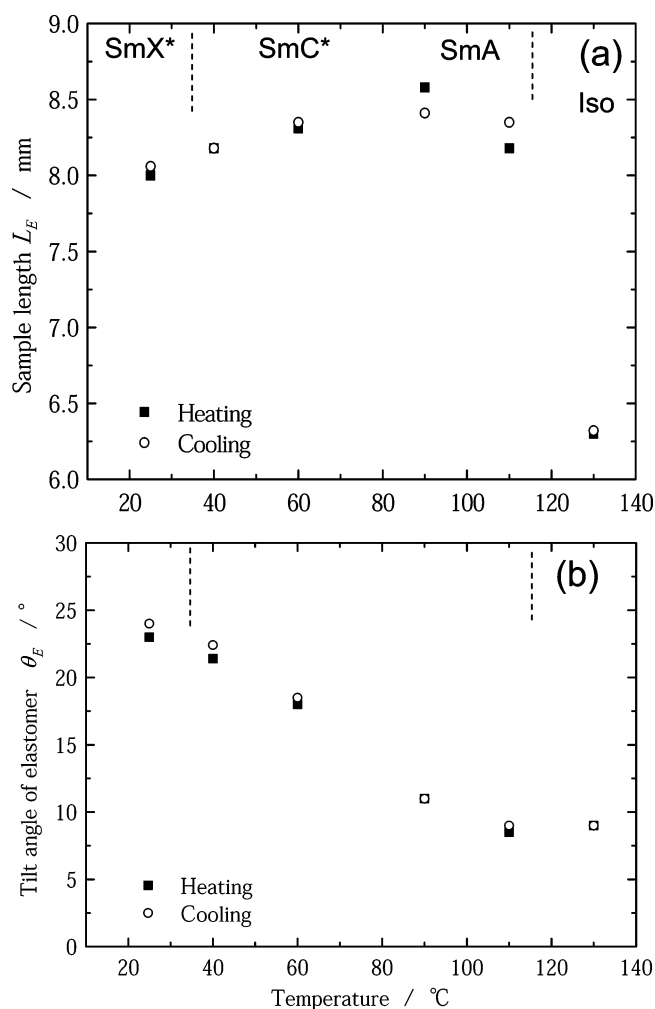 9.0
SmX* SmC* SmA (a)
8.5
Iso
8.0
7.5
7.0
6.5
Heating
Cooling
6.0
20 40 60 80 100 120 140
Sample length L_E / mm
30
(b)
25
20
15
10
5
Heating
Cooling
0
20 40 60 80 100 120 140
Tilt angle of elastomer θ_E / °
Temperature / ℃